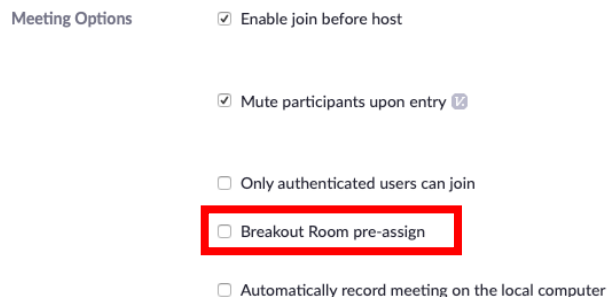 Meeting Options
Enable join before host
Mute participants upon entry
Only authenticated users can join
Breakout Room pre-assign
Automatically record meeting on the local computer